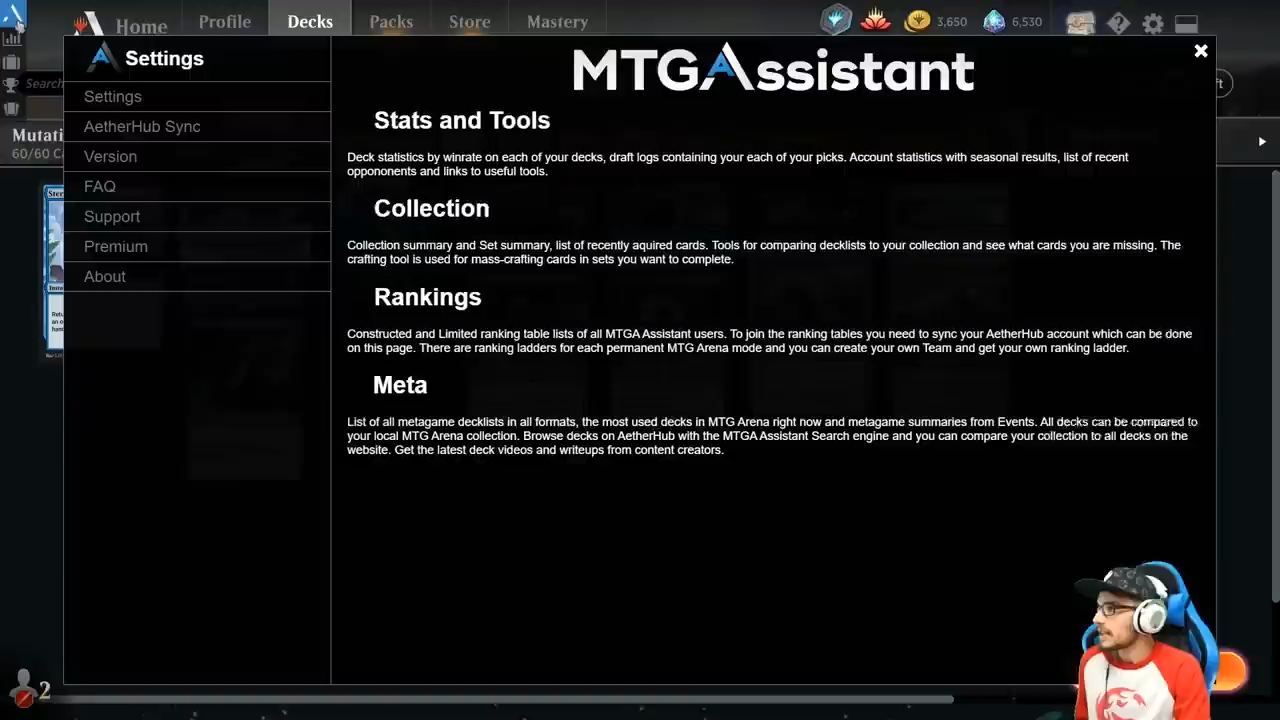 Home
Profile
Decks
Packs
Store
Mastery
3,650
6,530
Search
Mutati
60/60 C
Settings
Settings
AetherHub Sync
Version
FAQ
Support
Premium
About
MTGAssistant
Stats and Tools
Deck statistics by winrate on each of your decks, draft logs containing your each of your picks. Account statistics with seasonal results, list of recent
oppononents and links to useful tools.
Collection
Collection summary and Set summary, list of recently aquired cards. Tools for comparing decklists to your collection and see what cards you are missing. The
crafting tool is used for mass-crafting cards in sets you want to complete.
Rankings
Constructed and Limited ranking table lists of all MTGA Assistant users. To join the ranking tables you need to sync your AetherHub account which can be done
on this page. There are ranking ladders for each permanent MTG Arena mode and you can create your own Team and get your own ranking ladder.
Meta
List of all metagame decklists in all formats, the most used decks in MTG Arena right now and metagame summaries from Events. All decks can be compared to
your local MTG Arena collection. Browse decks on AetherHub with the MTGA Assistant Search engine and you can compare your collection to all decks on the
website. Get the latest deck videos and writeups from content creators.
2